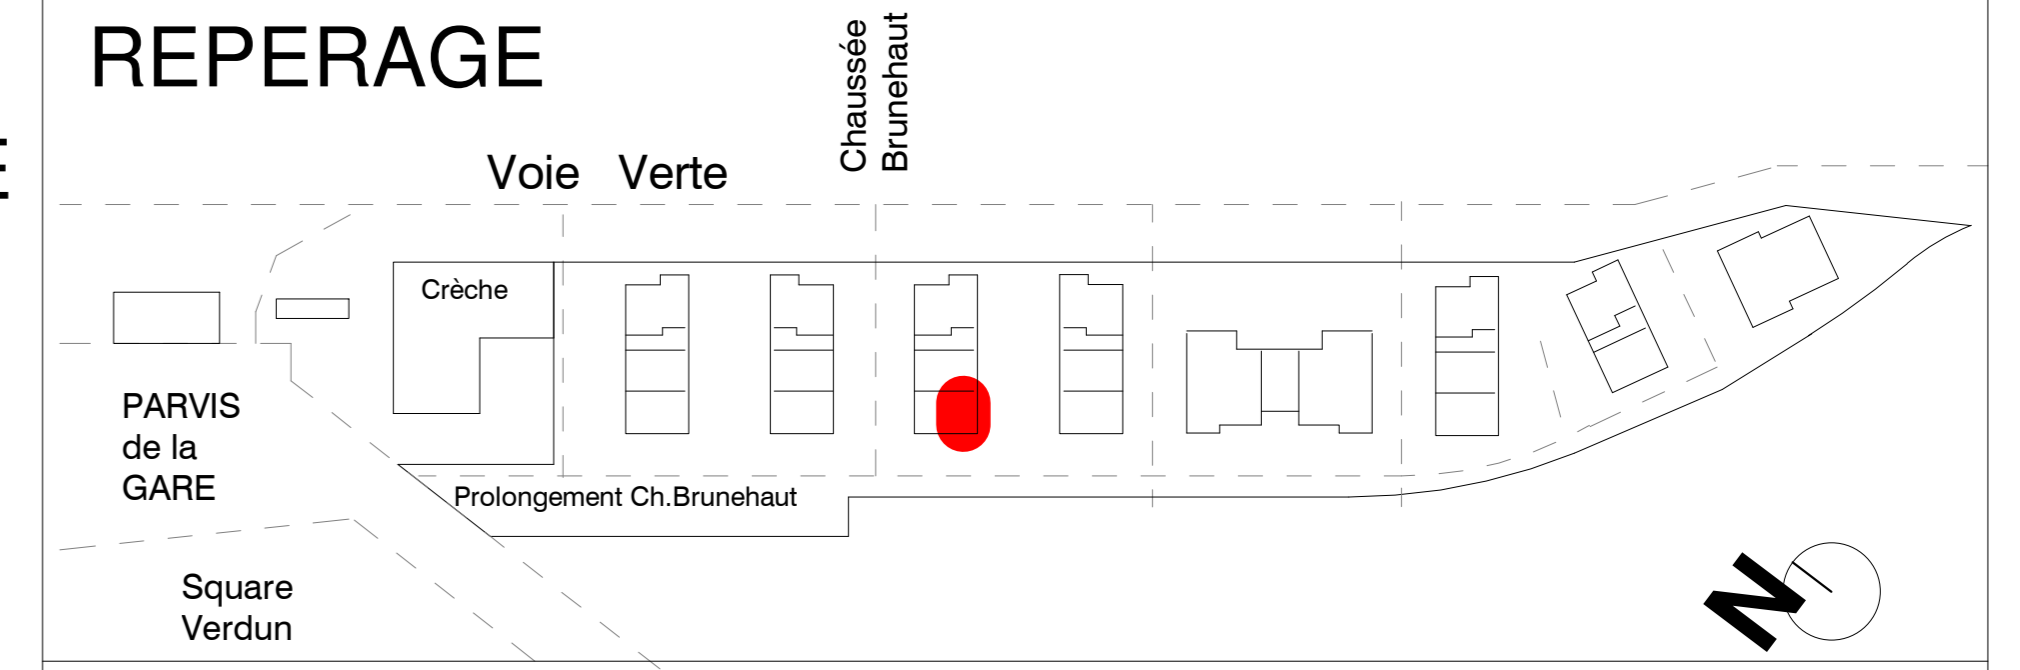 REPERAGE
E
Chaussée
Brunehaut
Voie Verte
Crèche
PARVIS
de la
GARE
Prolongement Ch.Brunehaut
Square
Verdun
N